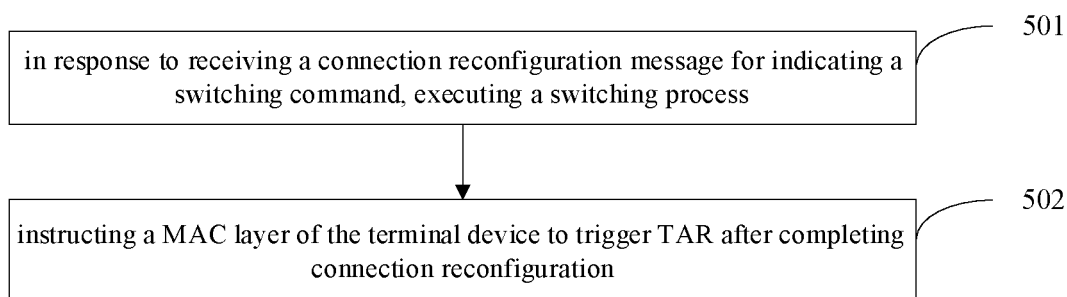 501
in response to receiving a connection reconfiguration message for indicating a
switching command, executing a switching process
502
instructing a MAC layer of the terminal device to trigger TAR after completing
connection reconfiguration